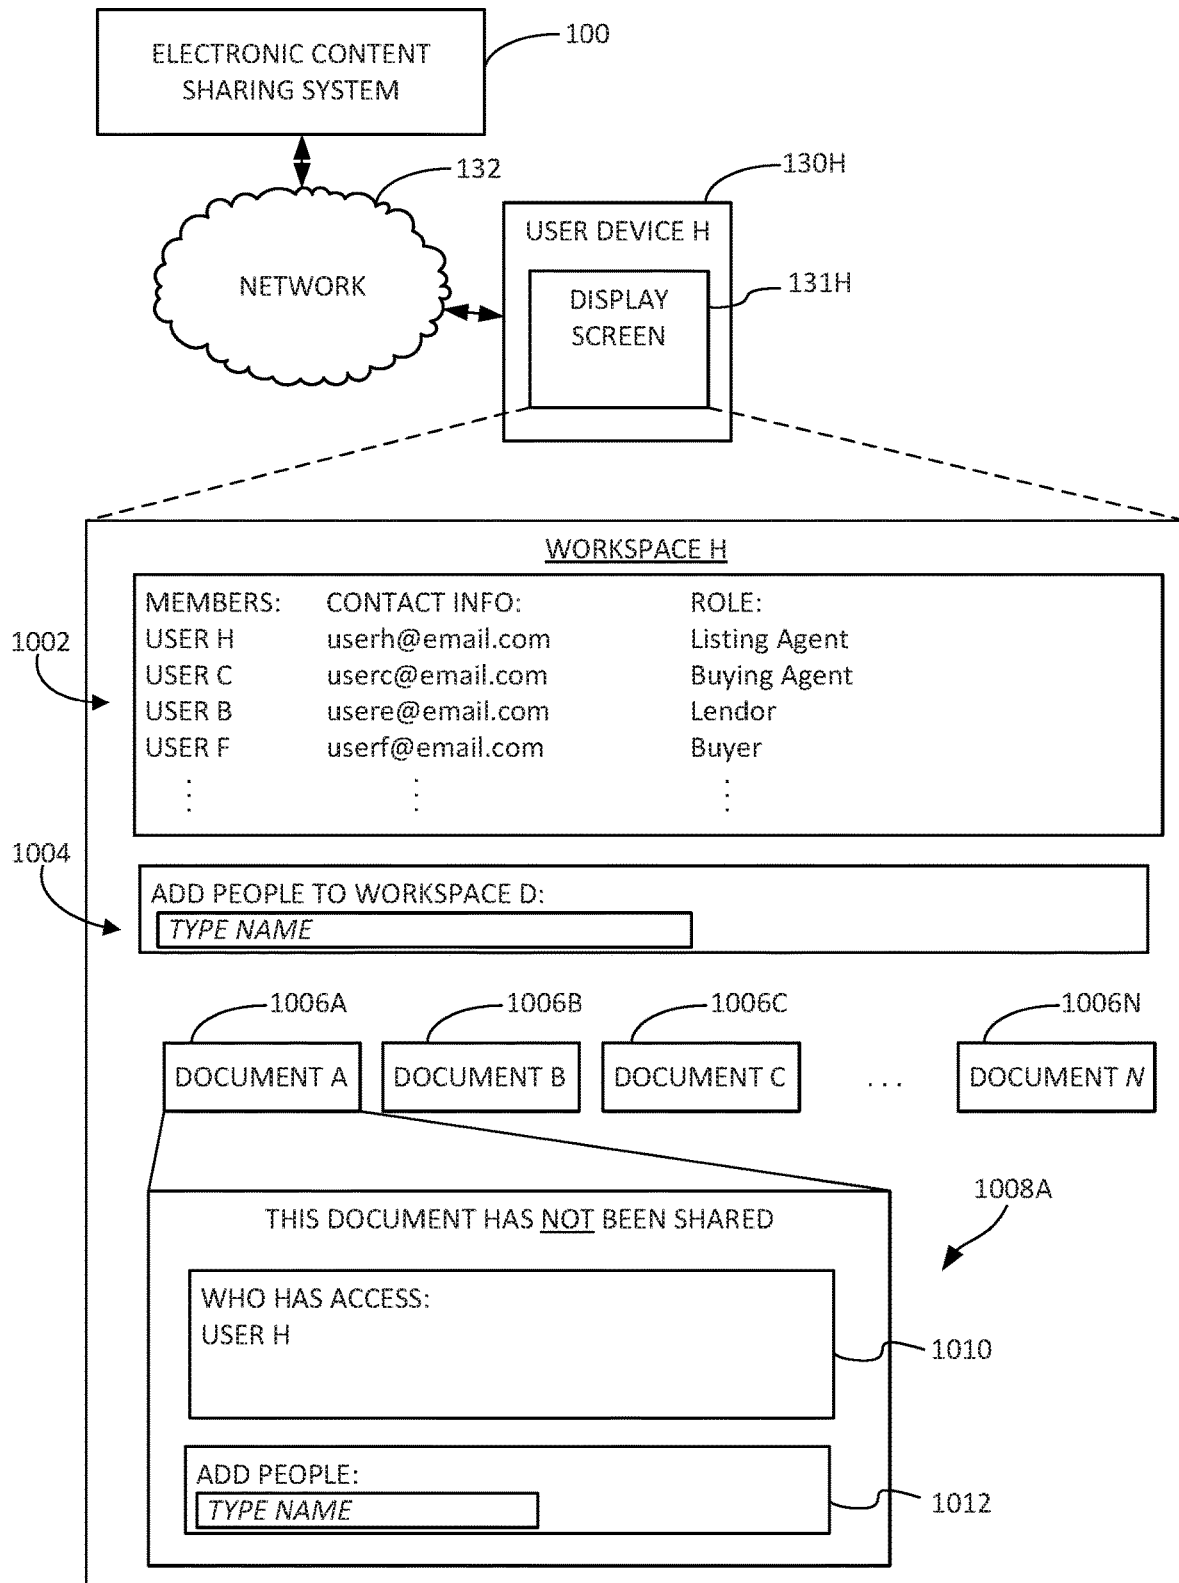 ELECTRONIC CONTENT
SHARING SYSTEM
100
132
130H
USER DEVICE H
NETWORK
131H
DISPLAY
SCREEN
WORKSPACE H
MEMBERS: CONTACT INFO: ROLE:
1002
USER H userh@email.com Listing Agent
USER C userc@email.com Buying Agent
USER B usere@email.com Lendor
USER F userf@email.com Buyer
1004
ADD PEOPLE TO WORKSPACE D:
TYPE NAME
1006A 1006B 1006C 1006N
DOCUMENT A DOCUMENT B DOCUMENT C . . . DOCUMENT N
1008A
THIS DOCUMENT HAS NOT BEEN SHARED
WHO HAS ACCESS:
USER H
1010
ADD PEOPLE:
TYPE NAME
1012